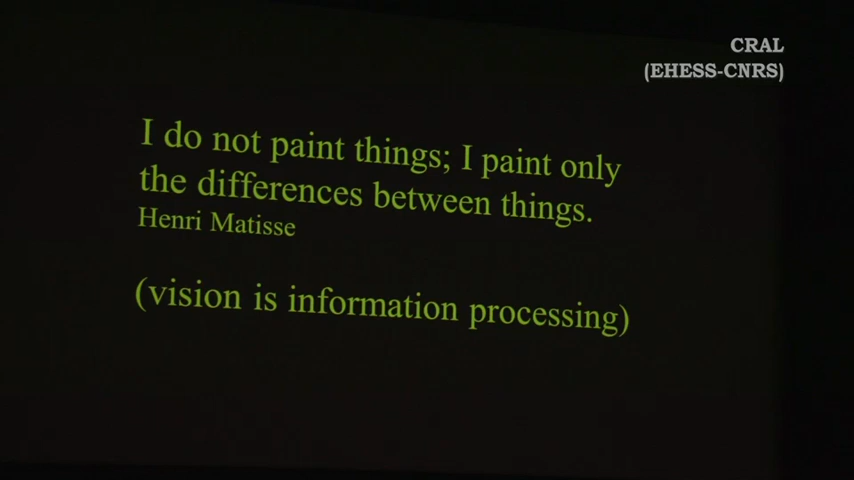 CRAL
(EHESS-CNRS)
I do not paint things; I paint only
the differences between things.
Henri Matisse
(vision is information processing)